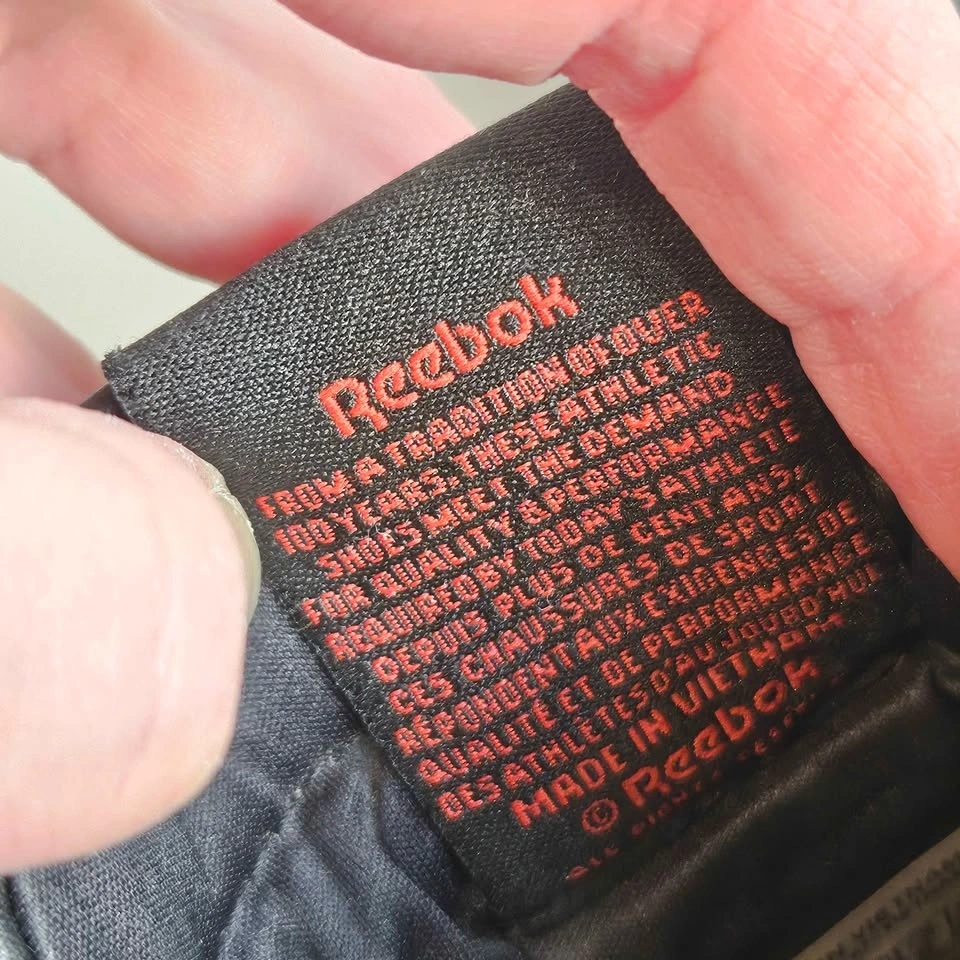 Reebok
FROM A TRADITION OF OVER
100 YEARS, THESE ATHLETIC
SHOES MEET THE DEMAND
FOR QUALITY & PERFORMANCE
REQUIRED BY TODAY'S ATHLETE
DEPUIS PLUS DE CENT ANS,
CES CHAUSSURES DE SPORT
RÉPONDENT AUX EXIGENCES DE
QUALITÉ ET DE PERFORMANCE
DES ATHLETES D'AUJOURD'HUI
MADE IN VIETNAM
© Reebok